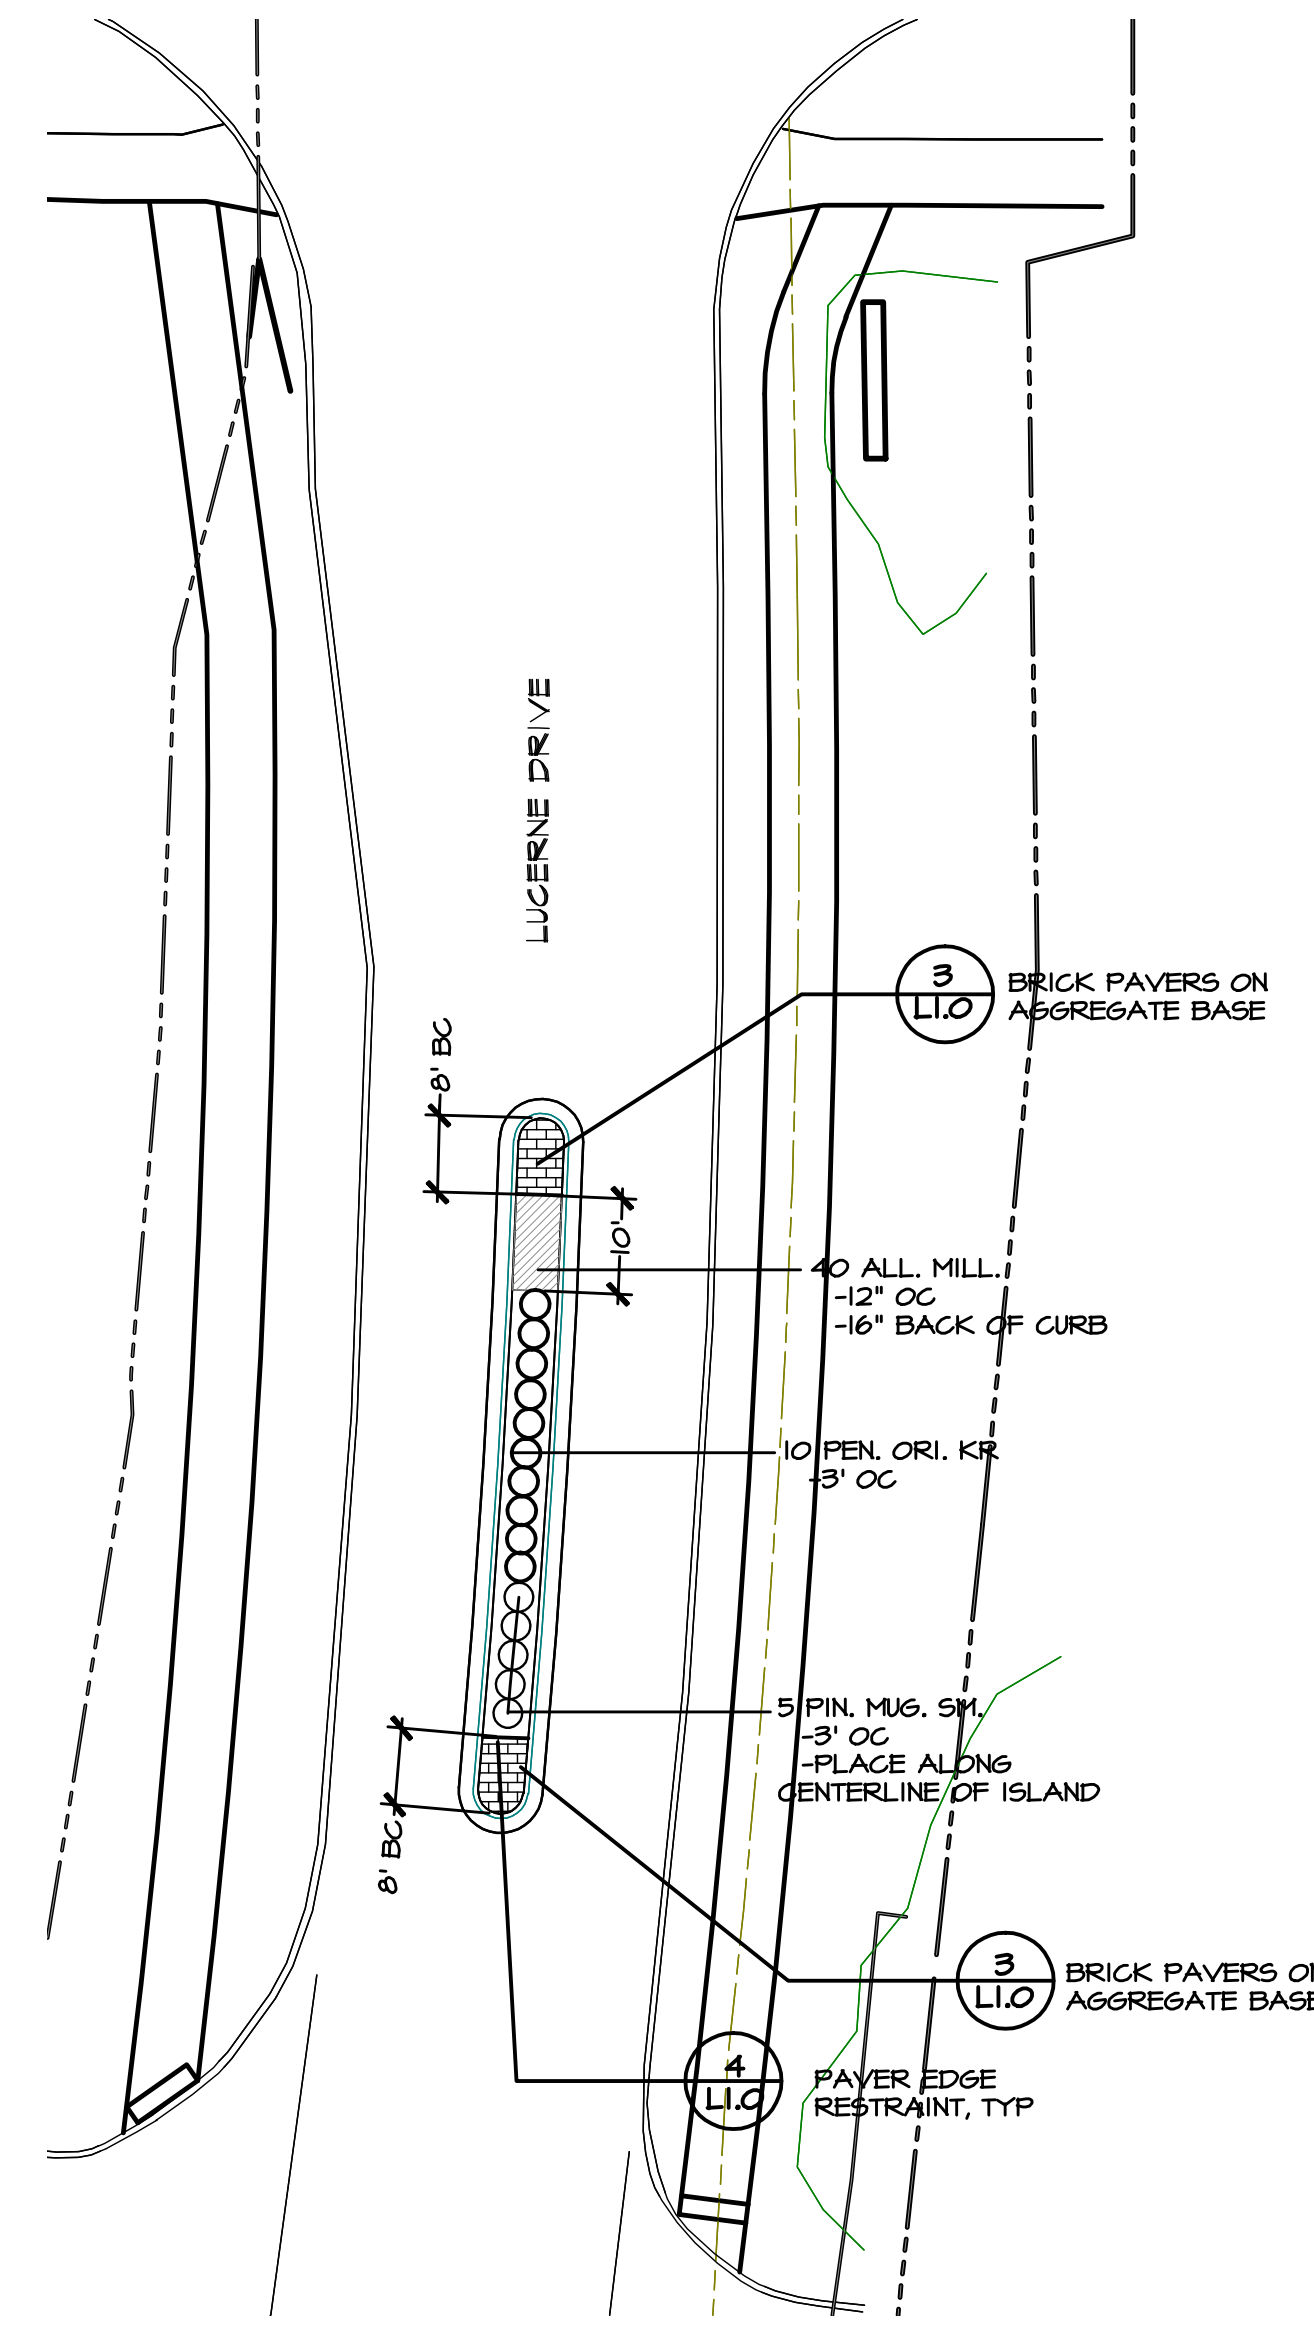 LUCERNE DRIVE
3
L1.0
BRICK PAVERS ON
AGGREGATE BASE
8' BC
10'
40 ALL. MILL.
-12" OC
-16" BACK OF CURB
10 PEN. ORI. KR
-3' OC
5 PIN. MUG. SM.
-3' OC
-PLACE ALONG
CENTERLINE OF ISLAND
8' BC
3
L1.0
BRICK PAVERS
AGGREGATE BASE
4
L1.0
PAVER EDGE
RESTRAINT, TYP